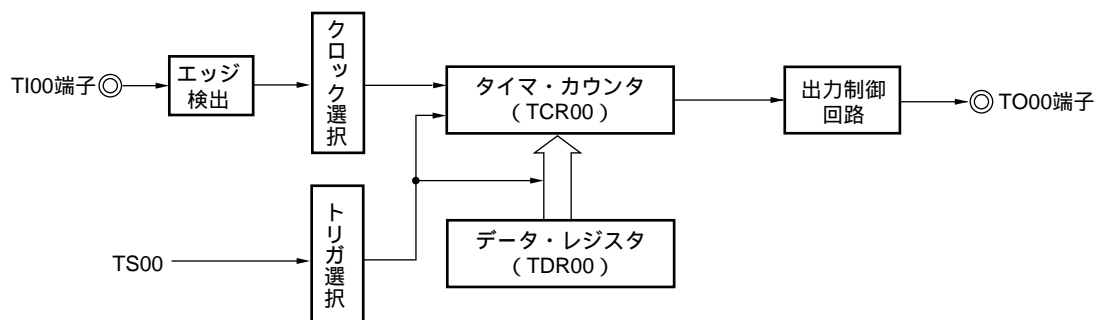 TI00端子
エッジ
検出
クロック選択
タイマ・カウンタ
（TCR00）
出力制御
回路
TO00端子
TS00
トリガ選択
データ・レジスタ
（TDR00）